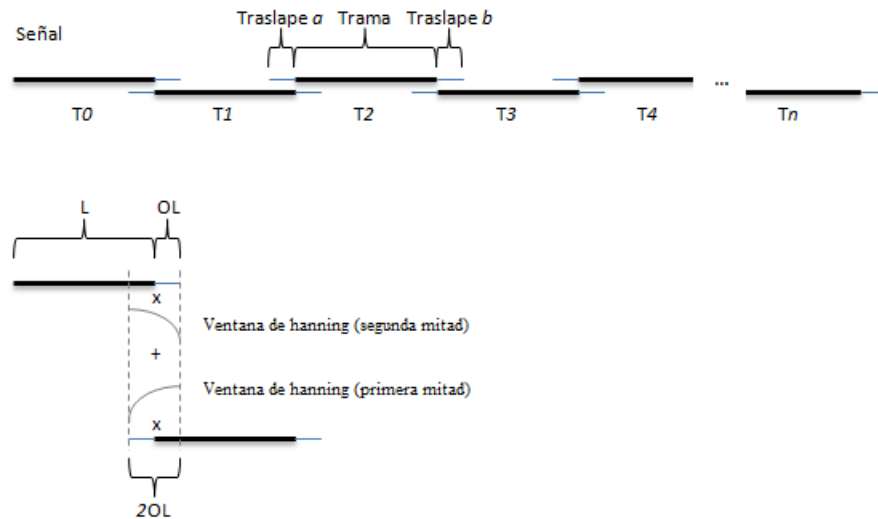 Traslape a Trama Traslape b
Señal
...
T0 T1 T2 T3 T4 Tn
L OL
x
Ventana de hanning (segunda mitad)
+
Ventana de hanning (primera mitad)
x
2OL